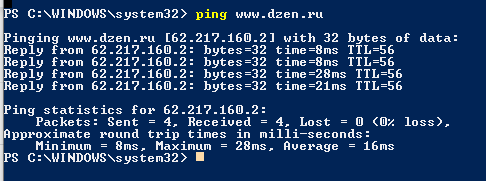 PS C:\WINDOWS\system32> ping www.dzen.ru
Pinging www.dzen.ru [62.217.160.2] with 32 bytes of data:
Reply from 62.217.160.2: bytes=32 time=8ms TTL=56
Reply from 62.217.160.2: bytes=32 time=8ms TTL=56
Reply from 62.217.160.2: bytes=32 time=28ms TTL=56
Reply from 62.217.160.2: bytes=32 time=21ms TTL=56
Ping statistics for 62.217.160.2:
    Packets: Sent = 4, Received = 4, Lost = 0 (0% loss),
Approximate round trip times in milli-seconds:
    Minimum = 8ms, Maximum = 28ms, Average = 16ms
PS C:\WINDOWS\system32>